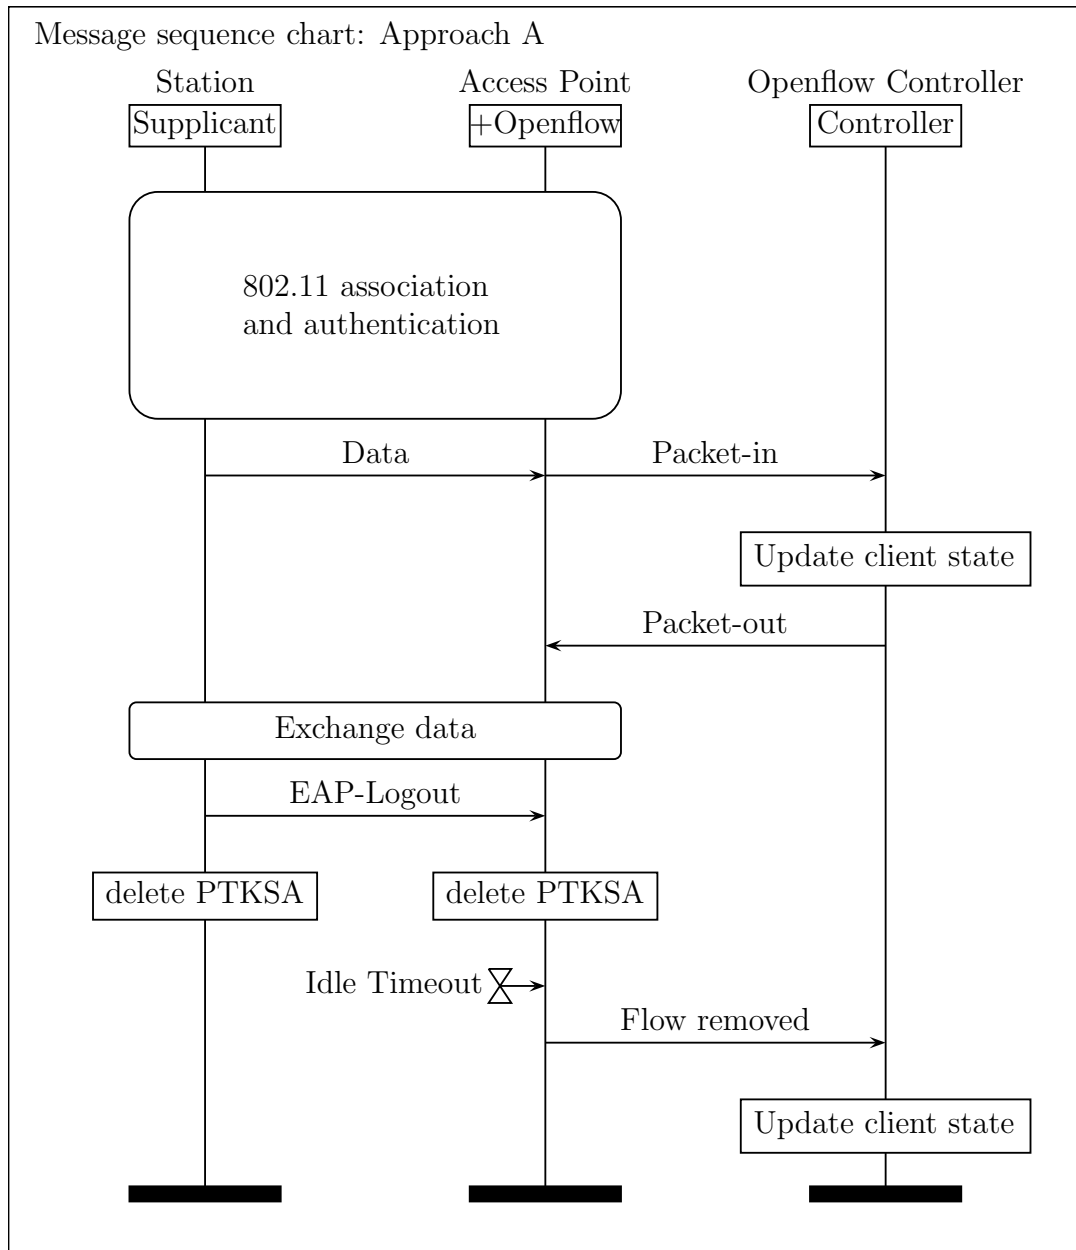 Message sequence chart: Approach A
Station
Access Point
Openflow Controller
Supplicant
+Openflow
Controller
802.11 association
and authentication
Data
Packet-in
Update client state
Packet-out
Exchange data
EAP-Logout
delete PTKSA
delete PTKSA
Idle Timeout
Flow removed
Update client state